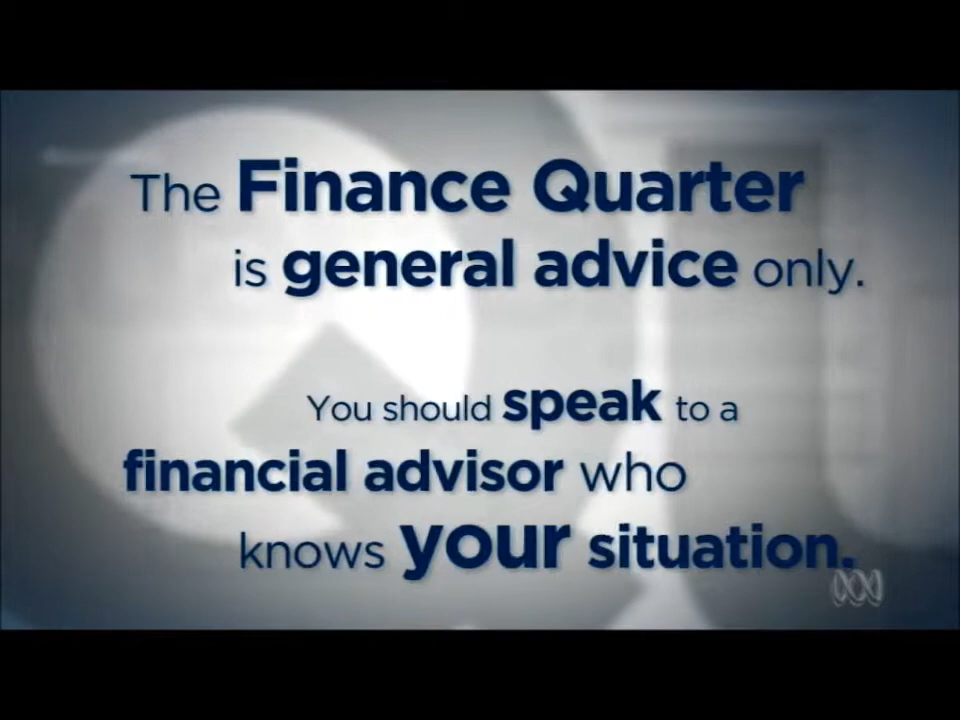 The Finance Quarter
is general advice only.
You should speak to a
financial advisor who
knows your situation.